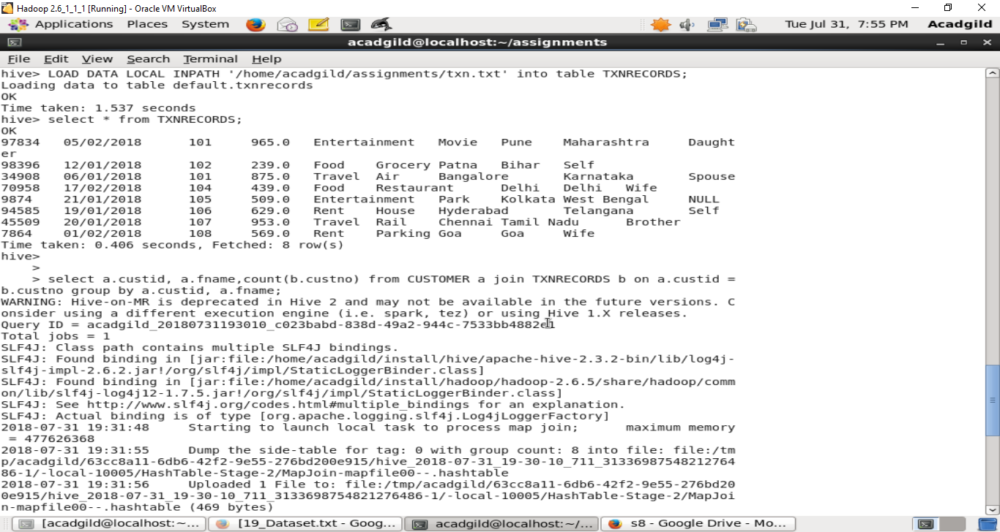 Hadoop 2.6_1_1_1 [Running] - Oracle VM VirtualBox
Applications Places System Tue Jul 31, 7:55 PM Acadgild
acadgild@localhost:~/assignments
File Edit View Search Terminal Help
hive> LOAD DATA LOCAL INPATH '/home/acadgild/assignments/txn.txt' into table TXNRECORDS;
Loading data to table default.txnrecords
OK
Time taken: 1.537 seconds
hive> select * from TXNRECORDS;
OK
97834 05/02/2018 101 965.0 Entertainment Movie Pune Maharashtra Daught
er
98396 12/01/2018 102 239.0 Food Grocery Patna Bihar Self
34908 06/01/2018 101 875.0 Travel Air Bangalore Karnataka Spouse
70958 17/02/2018 104 439.0 Food Restaurant Delhi Delhi Wife
9874 21/01/2018 105 509.0 Entertainment Park Kolkata West Bengal NULL
94585 19/01/2018 106 629.0 Rent House Hyderabad Telangana Self
45509 20/01/2018 107 953.0 Travel Rail Chennai Tamil Nadu Brother
7864 01/02/2018 108 569.0 Rent Parking Goa Goa Wife
Time taken: 0.406 seconds, Fetched: 8 row(s)
hive>
>
> select a.custid, a.fname,count(b.custno) from CUSTOMER a join TXNRECORDS b on a.custid =
b.custno group by a.custid, a.fname;
WARNING: Hive-on-MR is deprecated in Hive 2 and may not be available in the future versions. C
onsider using a different execution engine (i.e. spark, tez) or using Hive 1.X releases.
Query ID = acadgild_20180731193010_c023babd-838d-49a2-944c-7533bb4882e1
Total jobs = 1
SLF4J: Class path contains multiple SLF4J bindings.
SLF4J: Found binding in [jar:file:/home/acadgild/install/hive/apache-hive-2.3.2-bin/lib/log4j-
slf4j-impl-2.6.2.jar!/org/slf4j/impl/StaticLoggerBinder.class]
SLF4J: Found binding in [jar:file:/home/acadgild/install/hadoop/hadoop-2.6.5/share/hadoop/comm
on/lib/slf4j-log4j12-1.7.5.jar!/org/slf4j/impl/StaticLoggerBinder.class]
SLF4J: See http://www.slf4j.org/codes.html#multiple_bindings for an explanation.
SLF4J: Actual binding is of type [org.apache.logging.slf4j.Log4jLoggerFactory]
2018-07-31 19:31:48 Starting to launch local task to process map join; maximum memory
= 477626368
2018-07-31 19:31:55 Dump the side-table for tag: 0 with group count: 8 into file: file:/tm
p/acadgild/63cc8a11-6db6-42f2-9e55-276bd200e915/hive_2018-07-31_19-30-10_711_31336987548212764
86-1/-local-10005/HashTable-Stage-2/MapJoin-mapfile00--.hashtable
2018-07-31 19:31:56 Uploaded 1 File to: file:/tmp/acadgild/63cc8a11-6db6-42f2-9e55-276bd20
0e915/hive_2018-07-31_19-30-10_711_3133698754821276486-1/-local-10005/HashTable-Stage-2/MapJoi
n-mapfile00--.hashtable (469 bytes)
[acadgild@localhost:~... [19_Dataset.txt - Goog... acadgild@localhost:~/... s8 - Google Drive - Mo...